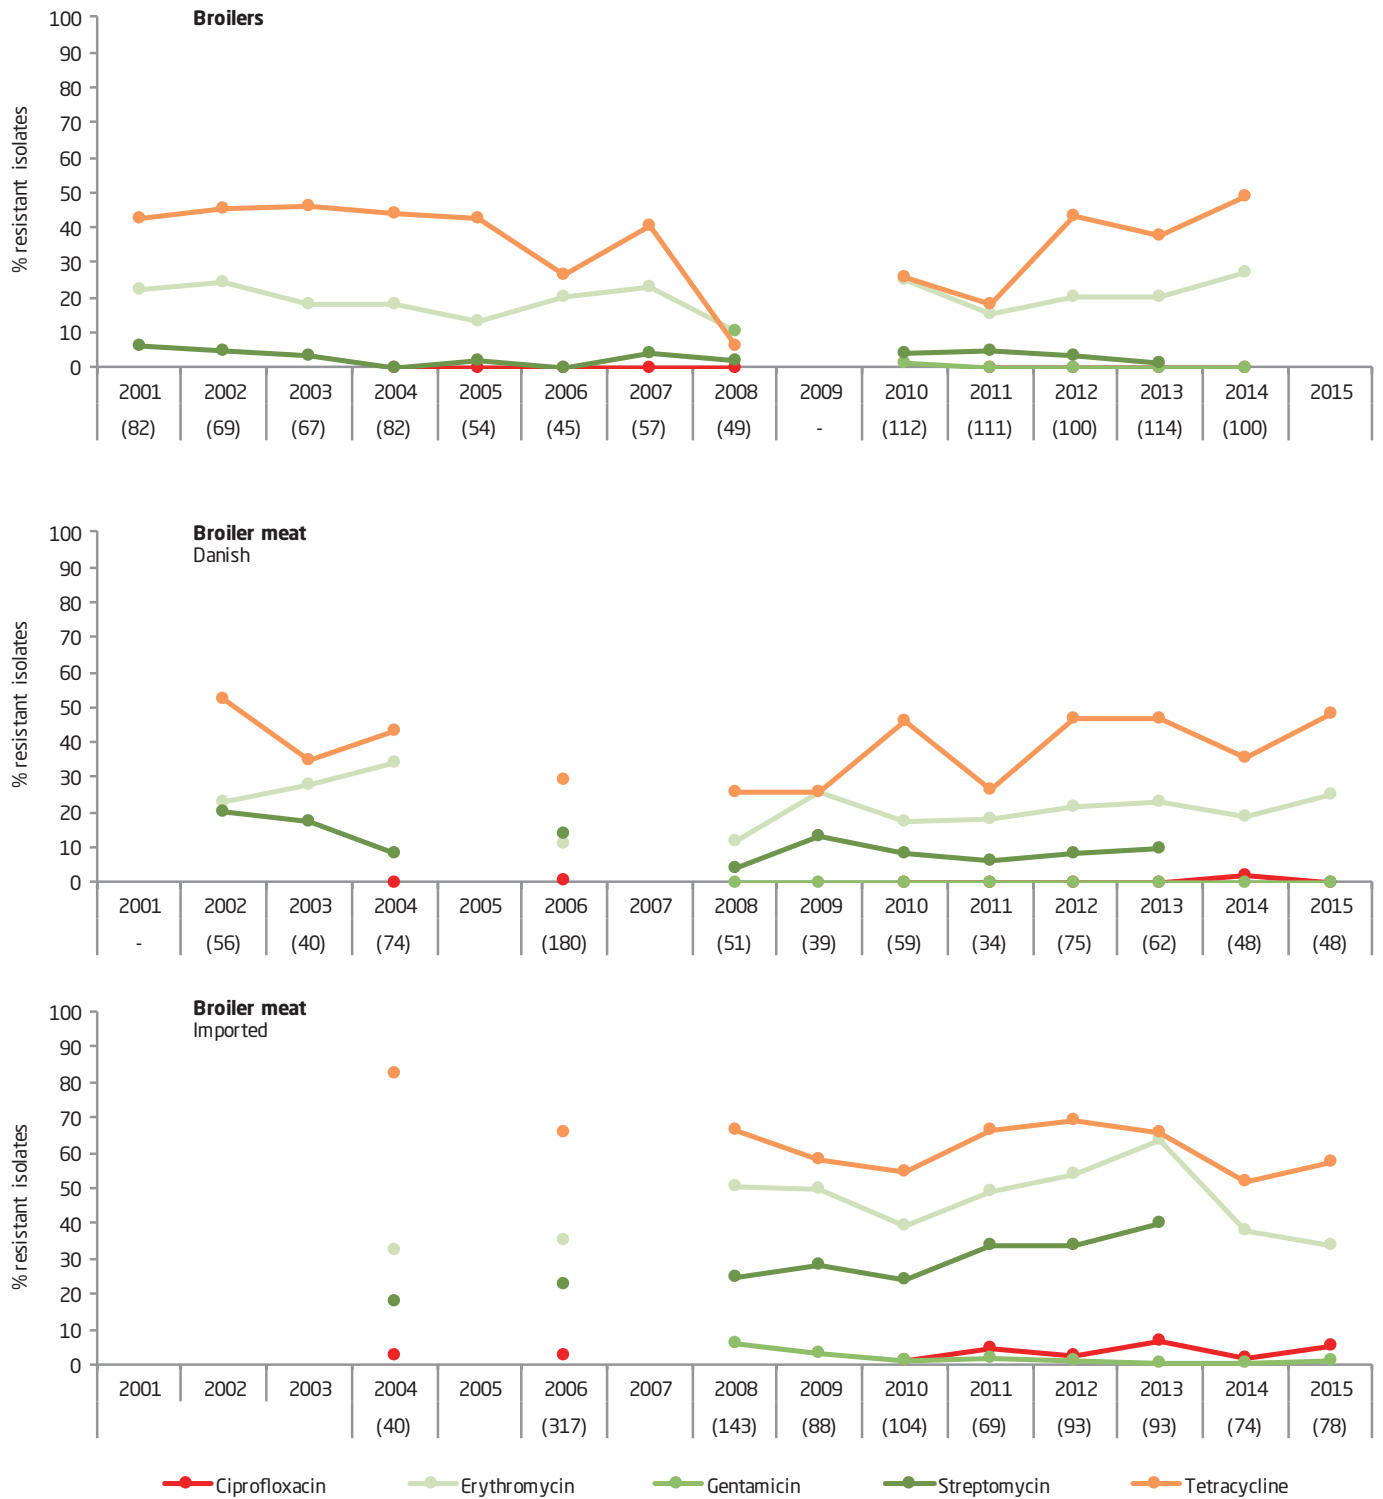 Broilers
% resistant isolates
100
90
80
70
60
50
40
30
20
10
0
2001 2002 2003 2004 2005 2006 2007 2008 2009 2010 2011 2012 2013 2014 2015
(82) (69) (67) (82) (54) (45) (57) (49) - (112) (111) (100) (114) (100)
Broiler meat
Danish
% resistant isolates
100
90
80
70
60
50
40
30
20
10
0
2001 2002 2003 2004 2005 2006 2007 2008 2009 2010 2011 2012 2013 2014 2015
- (56) (40) (74) (180) (51) (39) (59) (34) (75) (62) (48) (48)
Broiler meat
Imported
% resistant isolates
100
90
80
70
60
50
40
30
20
10
0
2001 2002 2003 2004 2005 2006 2007 2008 2009 2010 2011 2012 2013 2014 2015
(40) (317) (143) (88) (104) (69) (93) (93) (74) (78)
Ciprofloxacin Erythromycin Gentamicin Streptomycin Tetracycline